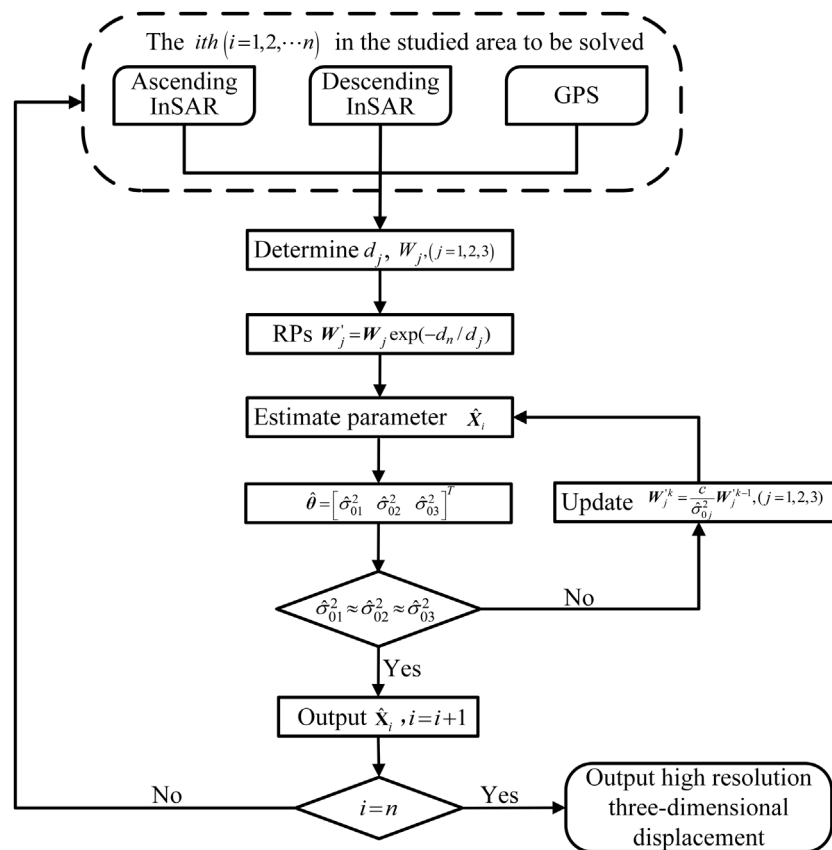 The ith (i=1,2,⋯n) in the studied area to be solved
Ascending
InSAR
Descending
InSAR
GPS
Determine d_j, W_j,(j=1,2,3)
RPs W'_j=W_j exp(-d_n/d_j)
Estimate parameter X̂_i
θ̂=[σ̂²_01 σ̂²_02 σ̂²_03]^T
Update W'^k_j=c/σ̂²_0j W'^k-1_j,(j=1,2,3)
σ̂²_01≈σ̂²_02≈σ̂²_03
No
Yes
Output X̂_i ,i=i+1
No
i=n
Yes
Output high resolution
three-dimensional
displacement